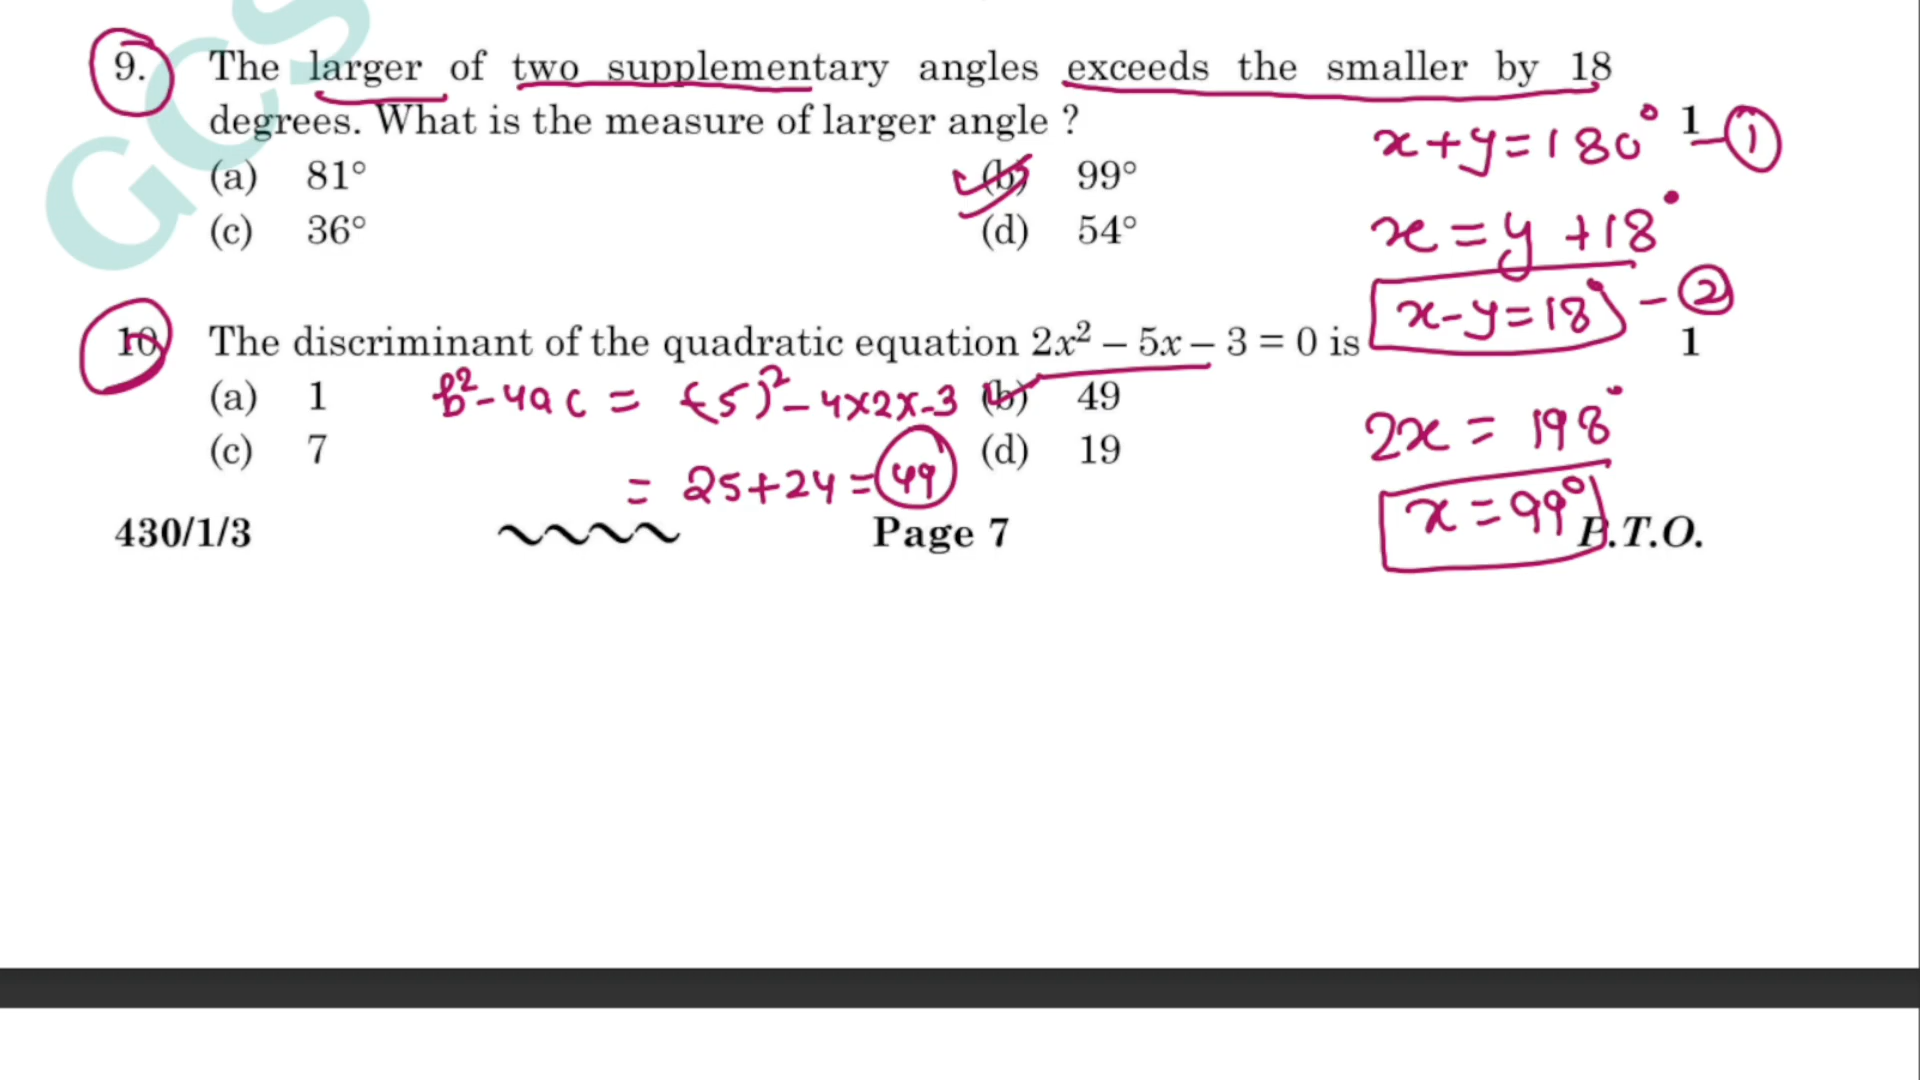 GCS
9. The larger of two supplementary angles exceeds the smaller by 18
degrees. What is the measure of larger angle ? 1
x+y=180° - ①
(a) 81° (b) 99°
(c) 36° (d) 54°
x = y + 18°
x-y=18° - ②
10. The discriminant of the quadratic equation 2x² – 5x – 3 = 0 is 1
(a) 1 (b) 49
b²-4ac = (-5)²-4×2×-3
(c) 7 (d) 19
= 25+24 = 49
2x = 198°
x = 99°
430/1/3 Page 7 P.T.O.